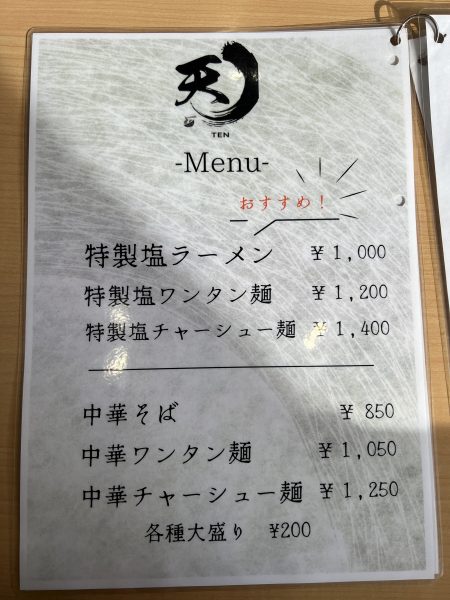 天
TEN
-Menu-
おすすめ！
特製塩ラーメン ¥1,000
特製塩ワンタン麺 ¥1,200
特製塩チャーシュー麺 ¥1,400
中華そば ¥850
中華ワンタン麺 ¥1,050
中華チャーシュー麺 ¥1,250
各種大盛り ¥200